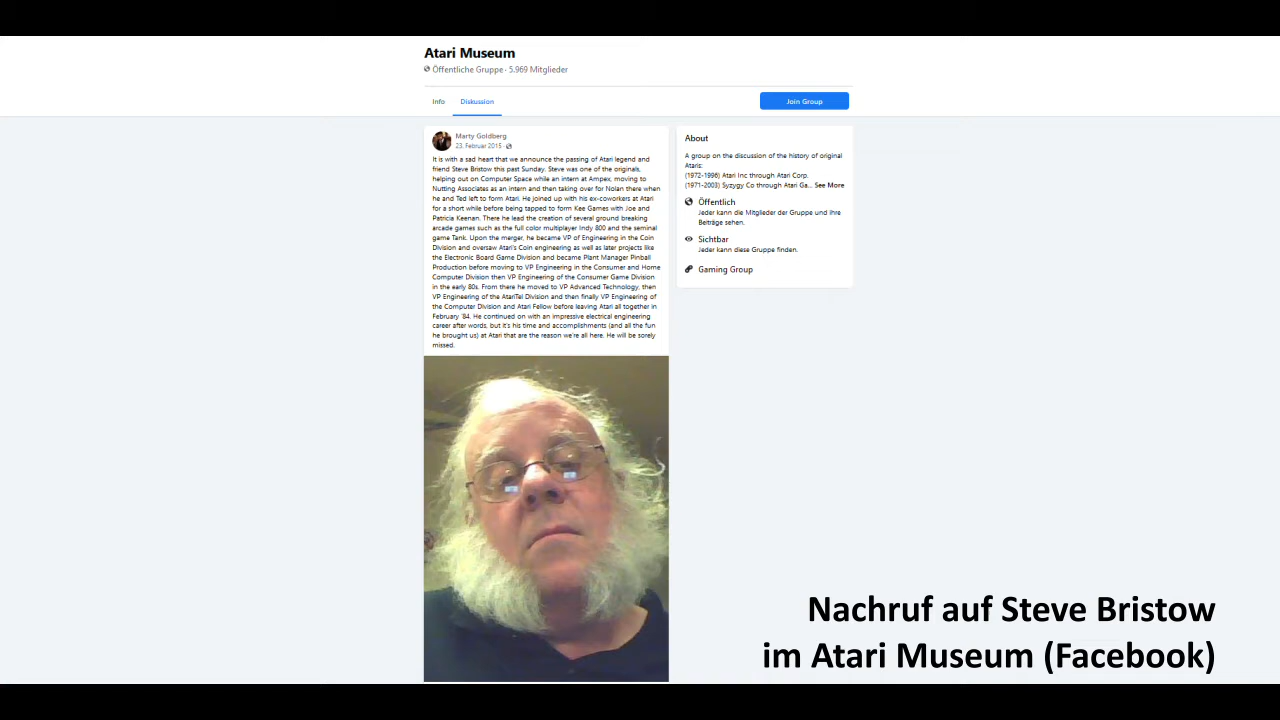 Atari Museum
Öffentliche Gruppe · 5.969 Mitglieder
Info Diskussion Join Group
Marty Goldberg
23. Februar 2015 ·
It is with a sad heart that we announce the passing of Atari legend and
friend Steve Bristow this past Sunday. Steve was one of the originals,
helping out on Computer Space while an intern at Ampex, moving to
Nutting Associates as an intern and then taking over for Nolan there when
he and Ted left to form Atari. He joined up with his ex-coworkers at Atari
for a short while before being tapped to form Kee Games with Joe and
Patricia Keenan. There he lead the creation of several ground breaking
arcade games such as the full color multiplayer Indy 800 and the seminal
game Tank. Upon the merger, he became VP of Engineering in the Coin
Division and oversaw Atari's Coin engineering as well as later projects like
the Electronic Board Game Division and became Plant Manager Pinball
Production before moving to VP Engineering in the Consumer and Home
Computer Division then VP Engineering of the Consumer Game Division
in the early 80s. From there he moved to VP Advanced Technology, then
VP Engineering of the AtariTel Division and then finally VP Engineering of
the Computer Division and Atari Fellow before leaving Atari all together in
February '84. He continued on with an impressive electrical engineering
career after words, but it's his time and accomplishments (and all the fun
he brought us) at Atari that are the reason we're all here. He will be sorely
missed.
About
A group on the discussion of the history of original
Ataris:
(1972-1996) Atari Inc through Atari Corp.
(1971-2003) Syzygy Co through Atari Ga... See More
Öffentlich
Jeder kann die Mitglieder der Gruppe und ihre
Beiträge sehen.
Sichtbar
Jeder kann diese Gruppe finden.
Gaming Group
Nachruf auf Steve Bristow
im Atari Museum (Facebook)